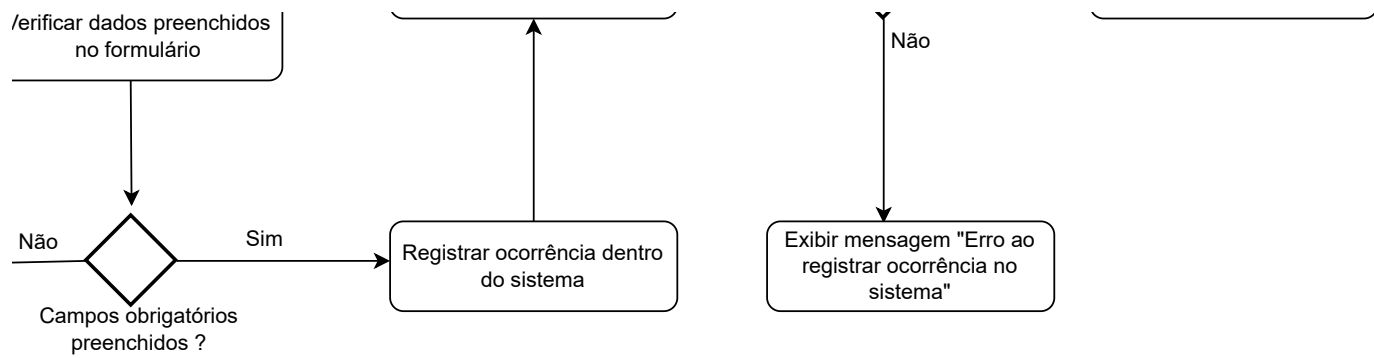 Verificar dados preenchidos
no formulário
Não
Não
Sim
Registrar ocorrência dentro
do sistema
Exibir mensagem "Erro ao
registrar ocorrência no
sistema"
Campos obrigatórios
preenchidos ?